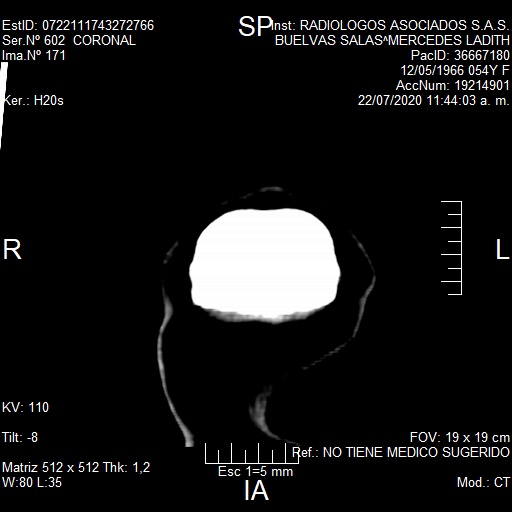 EstID: 0722111743272766
Ser.Nº 602 CORONAL
Ima.Nº 171
Ker.: H20s
SP
Inst: RADIOLOGOS ASOCIADOS S.A.S.
BUELVAS SALAS^MERCEDES LADITH
PacID: 36667180
12/05/1966 054Y F
AccNum: 19214901
22/07/2020 11:44:03 a. m.
R
L
KV: 110
Tilt: -8
Matriz 512 x 512 Thk: 1,2
W:80 L:35
Esc 1=5 mm
IA
FOV: 19 x 19 cm
Ref.: NO TIENE MEDICO SUGERIDO
Mod.: CT